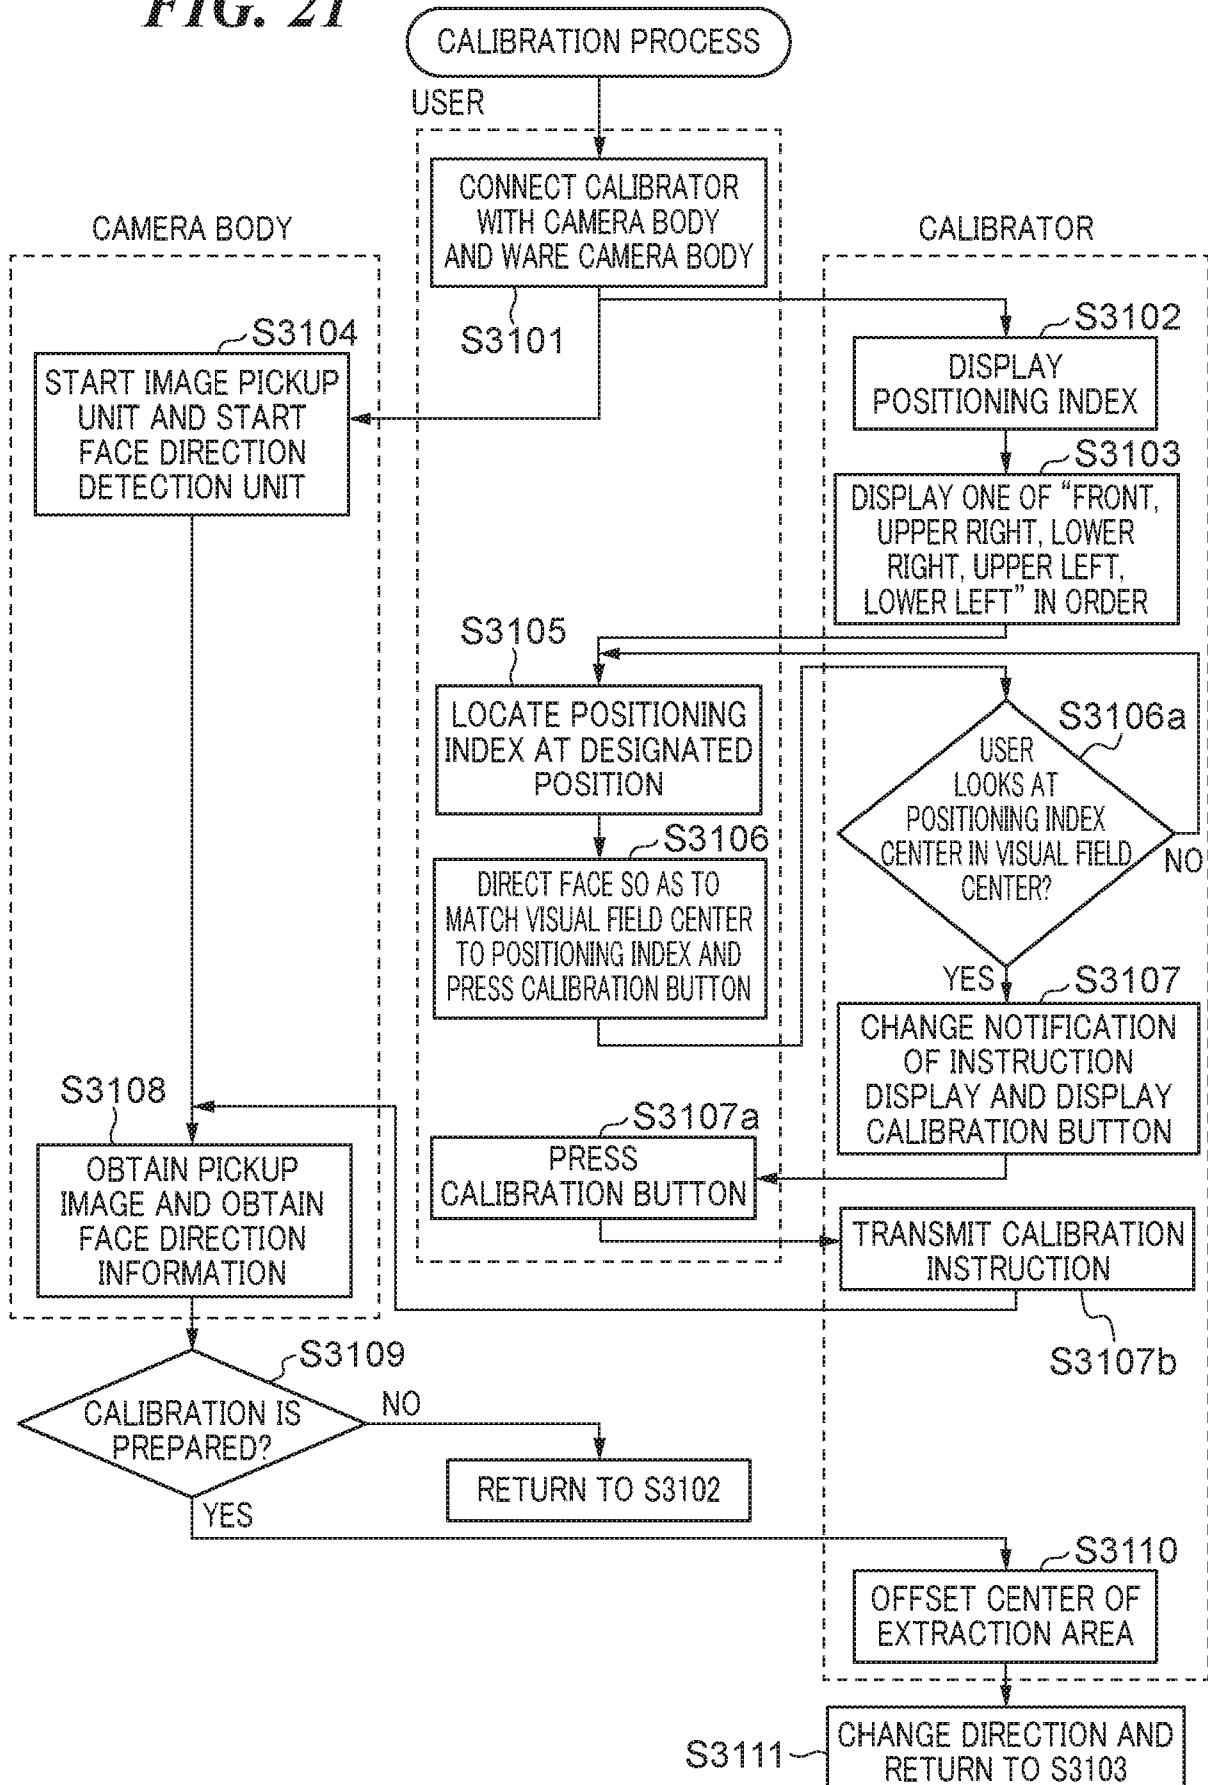 FIG. 21
CALIBRATION PROCESS
USER
CONNECT CALIBRATOR
WITH CAMERA BODY
AND WARE CAMERA BODY
S3101
CAMERA BODY
CALIBRATOR
S3102
DISPLAY
POSITIONING INDEX
S3104
START IMAGE PICKUP
UNIT AND START
FACE DIRECTION
DETECTION UNIT
S3103
DISPLAY ONE OF "FRONT,
UPPER RIGHT, LOWER
RIGHT, UPPER LEFT,
LOWER LEFT" IN ORDER
S3105
LOCATE POSITIONING
INDEX AT DESIGNATED
POSITION
S3106
DIRECT FACE SO AS TO
MATCH VISUAL FIELD CENTER
TO POSITIONING INDEX AND
PRESS CALIBRATION BUTTON
S3106a
USER
LOOKS AT
POSITIONING INDEX
CENTER IN VISUAL FIELD
CENTER?
NO
YES
S3107
CHANGE NOTIFICATION
OF INSTRUCTION
DISPLAY AND DISPLAY
CALIBRATION BUTTON
S3107a
PRESS
CALIBRATION BUTTON
S3108
OBTAIN PICKUP
IMAGE AND OBTAIN
FACE DIRECTION
INFORMATION
TRANSMIT CALIBRATION
INSTRUCTION
S3107b
S3109
CALIBRATION IS
PREPARED?
NO
RETURN TO S3102
YES
S3110
OFFSET CENTER OF
EXTRACTION AREA
S3111
CHANGE DIRECTION AND
RETURN TO S3103